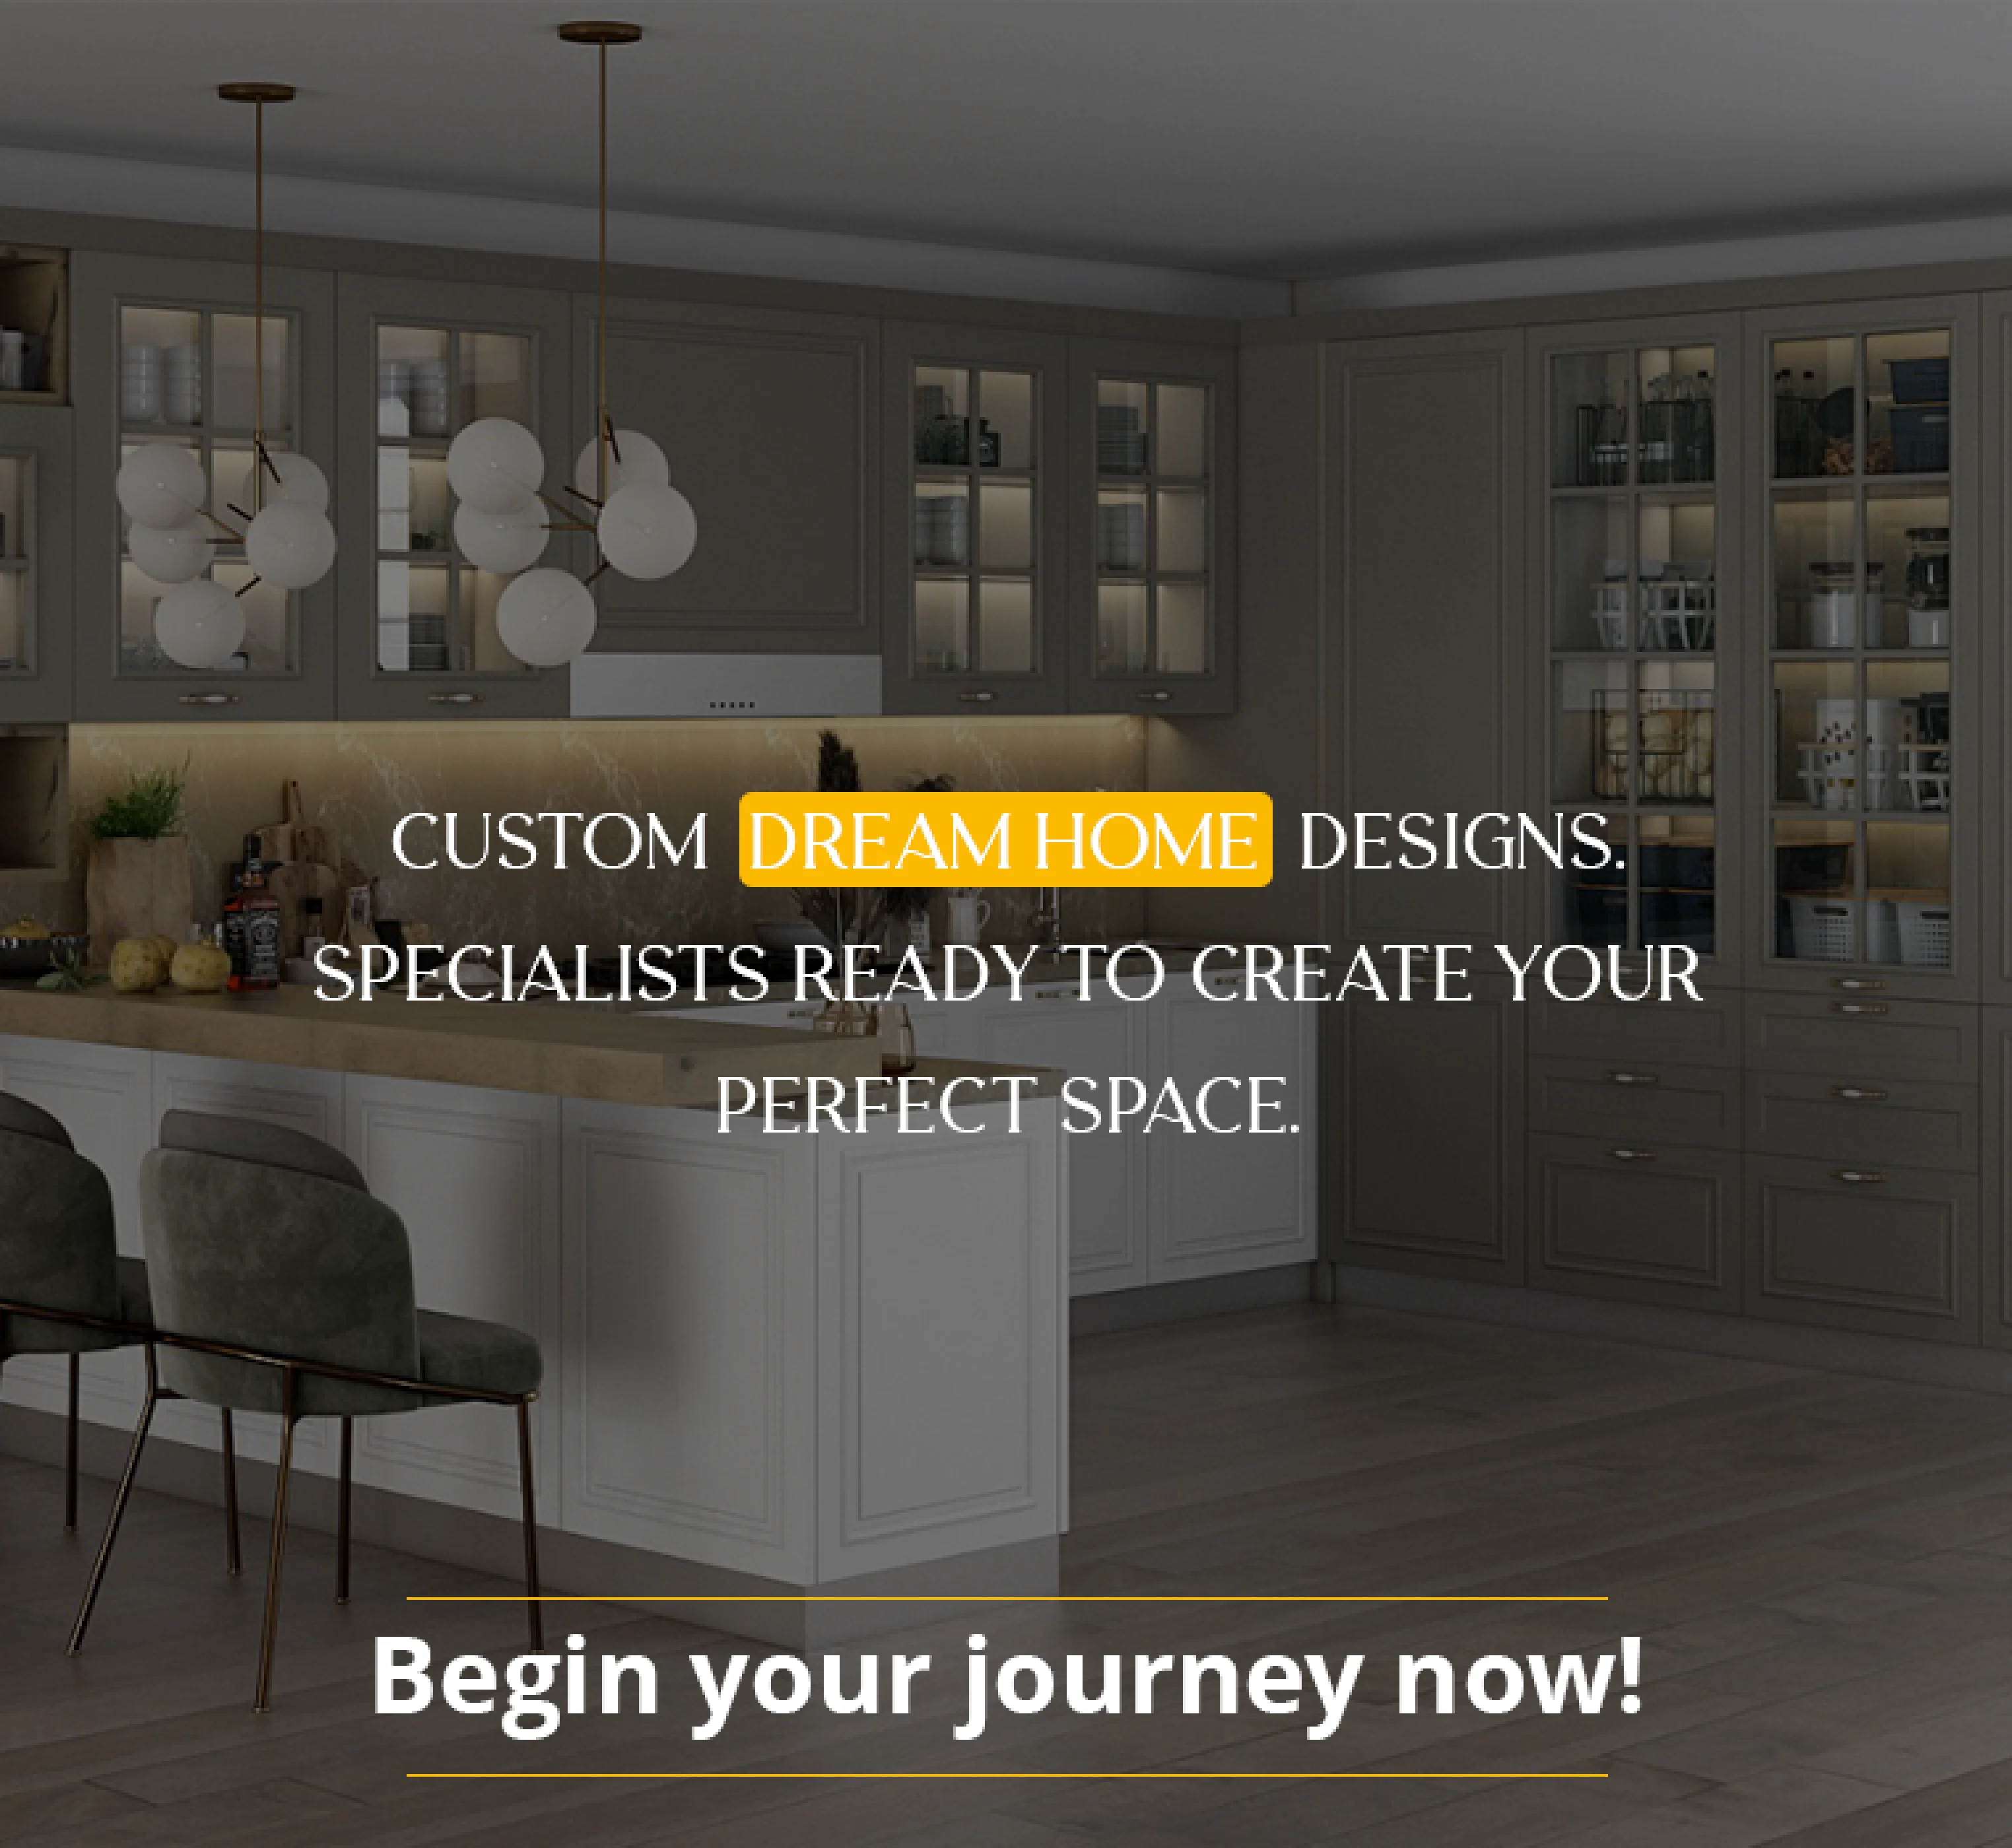 CUSTOM DREAM HOME DESIGNS.
SPECIALISTS READY TO CREATE YOUR
PERFECT SPACE.
Begin your journey now!